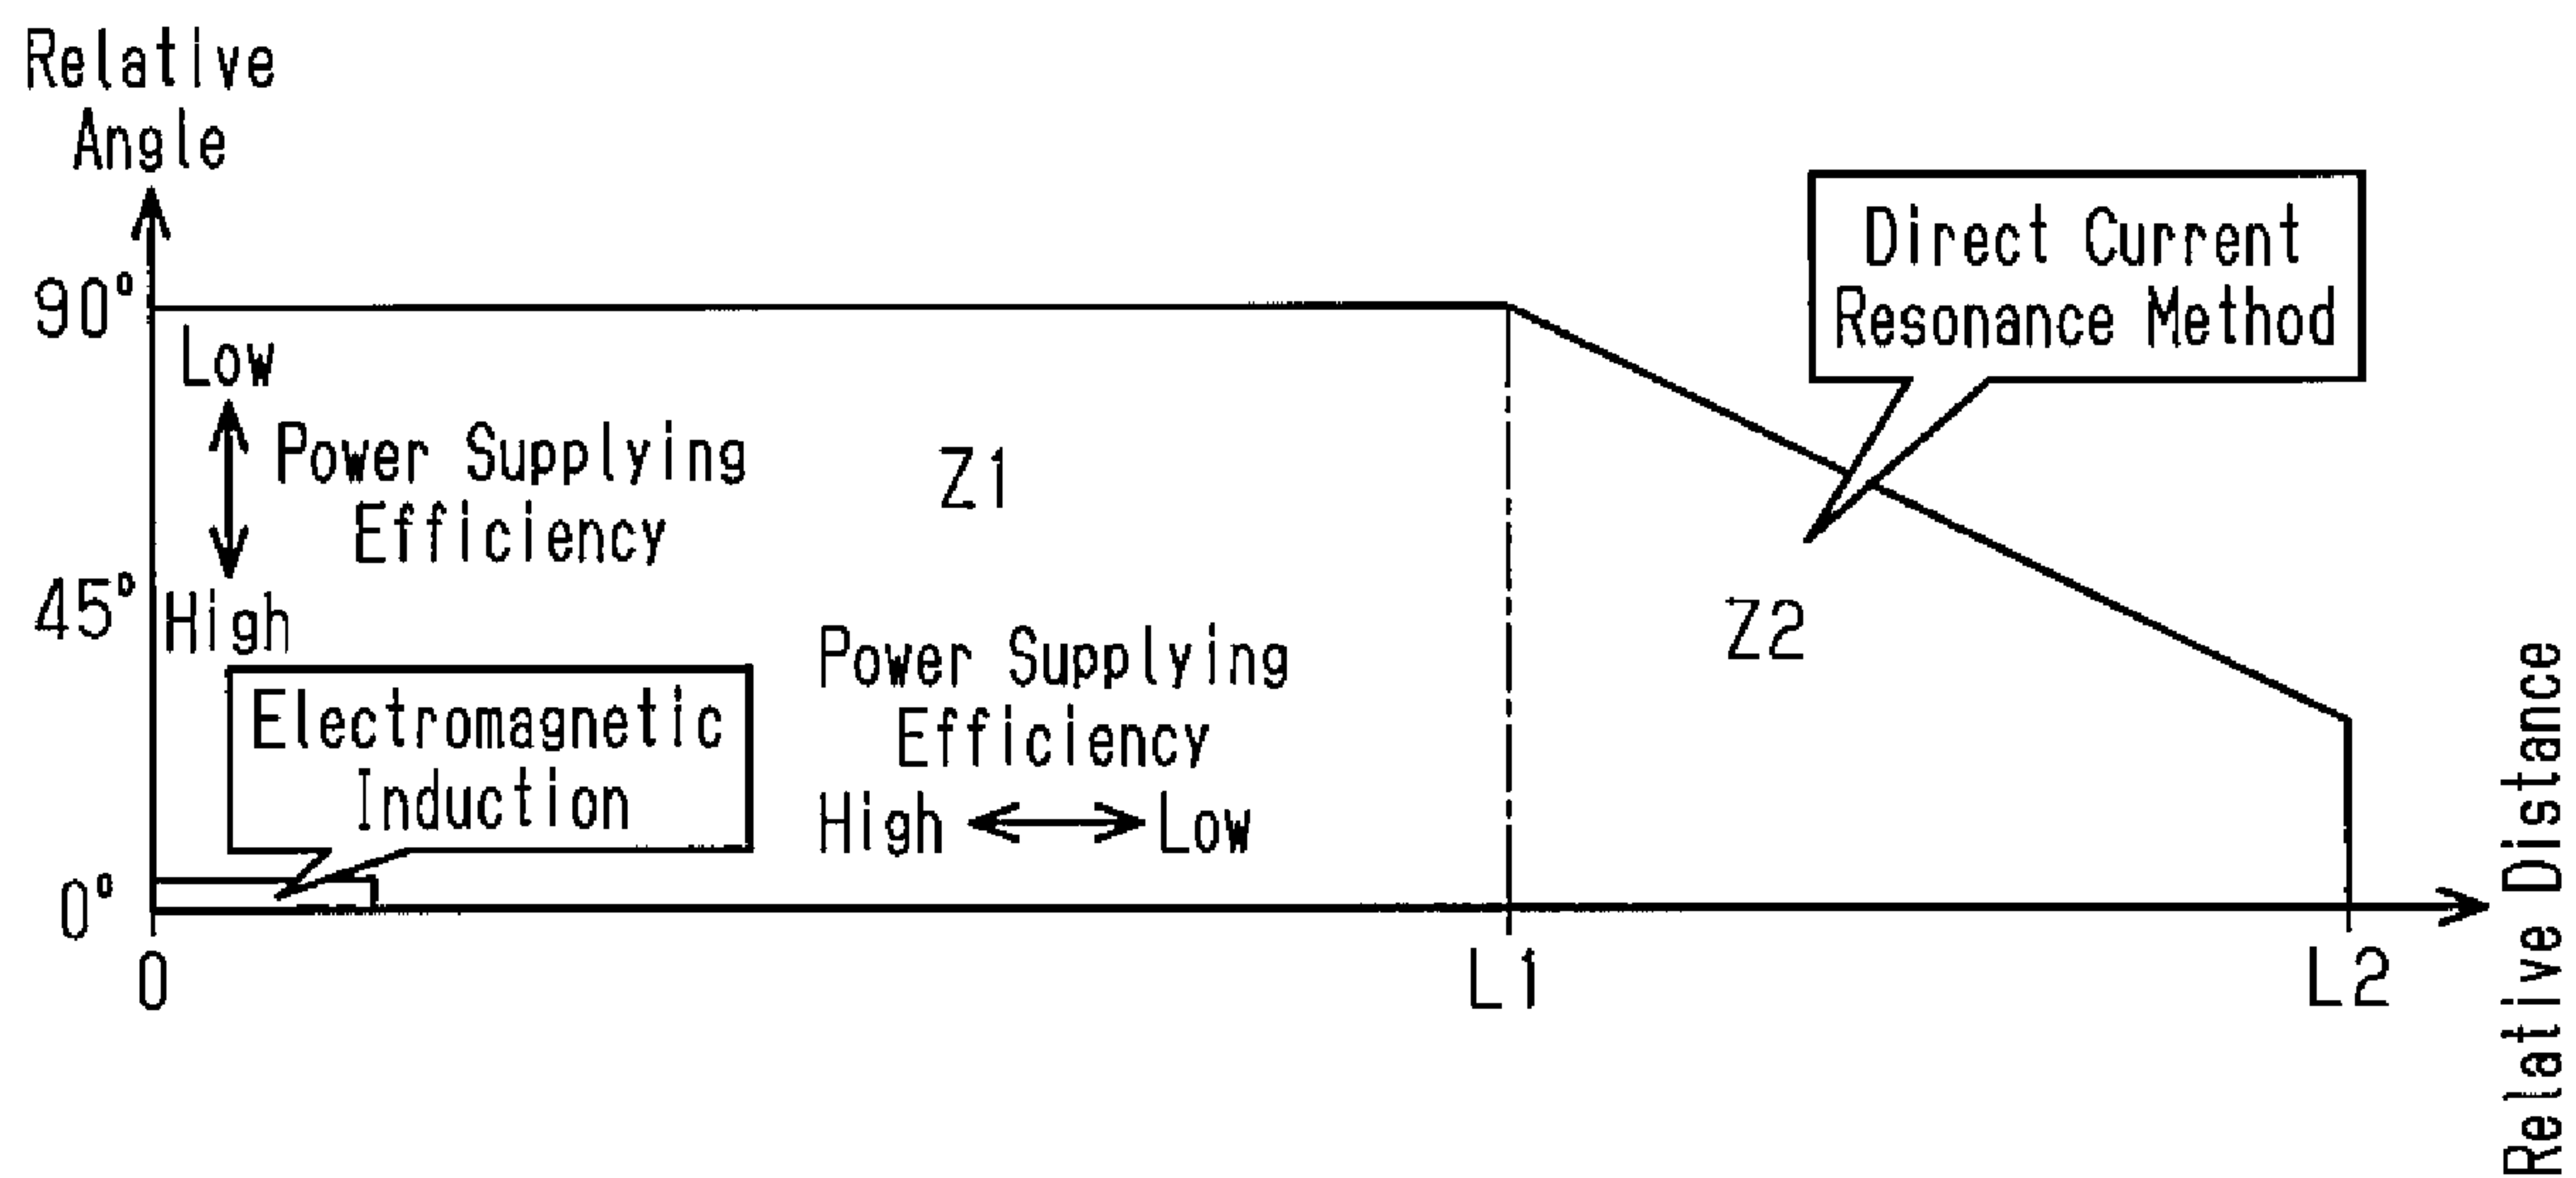 Relative
Angle
90°
Low
Power Supplying
Efficiency
Z1
Direct Current
Resonance Method
45°
High
Z2
Electromagnetic
Induction
Power Supplying
Efficiency
High
Low
0°
0
L1
L2
Relative Distance